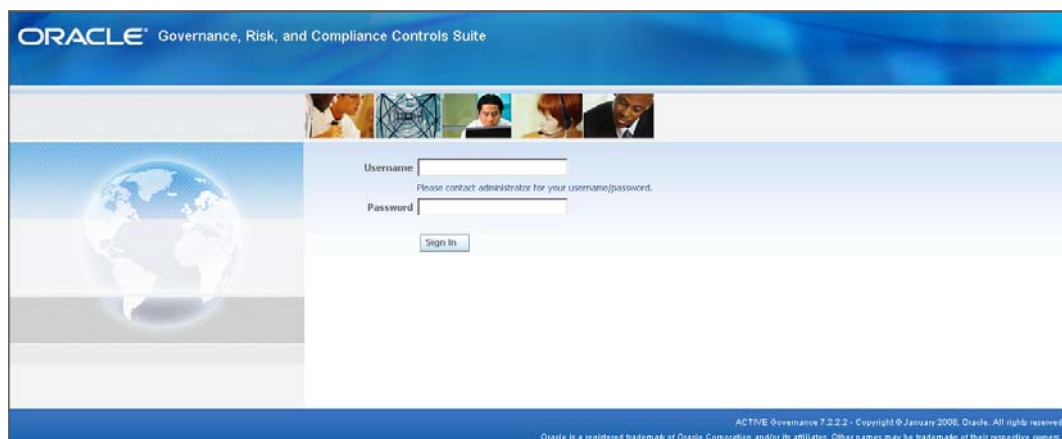 ORACLE® Governance, Risk, and Compliance Controls Suite
Username
Please contact administrator for your username/password.
Password
Sign In
ACTIVE Governance 7.2.2.2 - Copyright © January 2008, Oracle. All rights reserved
Oracle is a registered trademark of Oracle Corporation and/or its affiliates. Other names may be trademarks of their respective